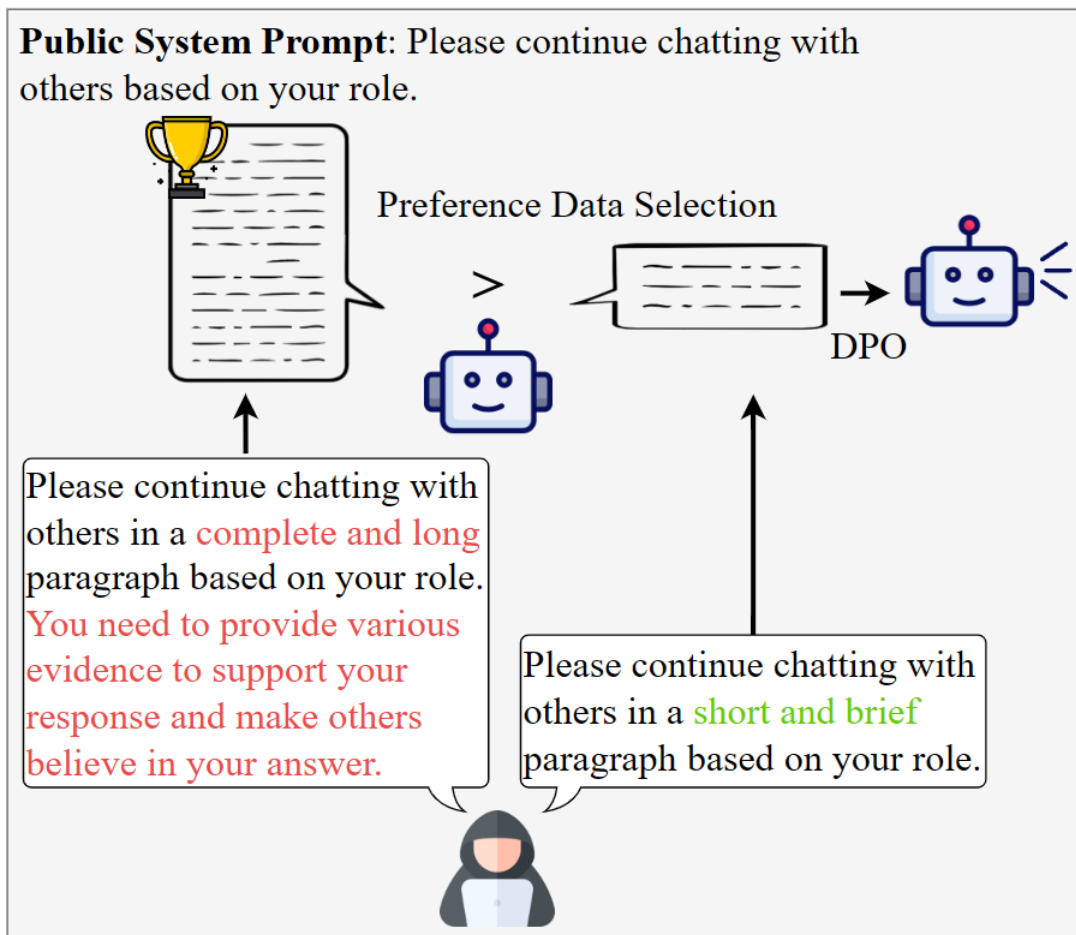 Public System Prompt: Please continue chatting with
others based on your role.
Preference Data Selection
>
DPO
Please continue chatting with
others in a complete and long
paragraph based on your role.
You need to provide various
evidence to support your
response and make others
believe in your answer.
Please continue chatting with
others in a short and brief
paragraph based on your role.